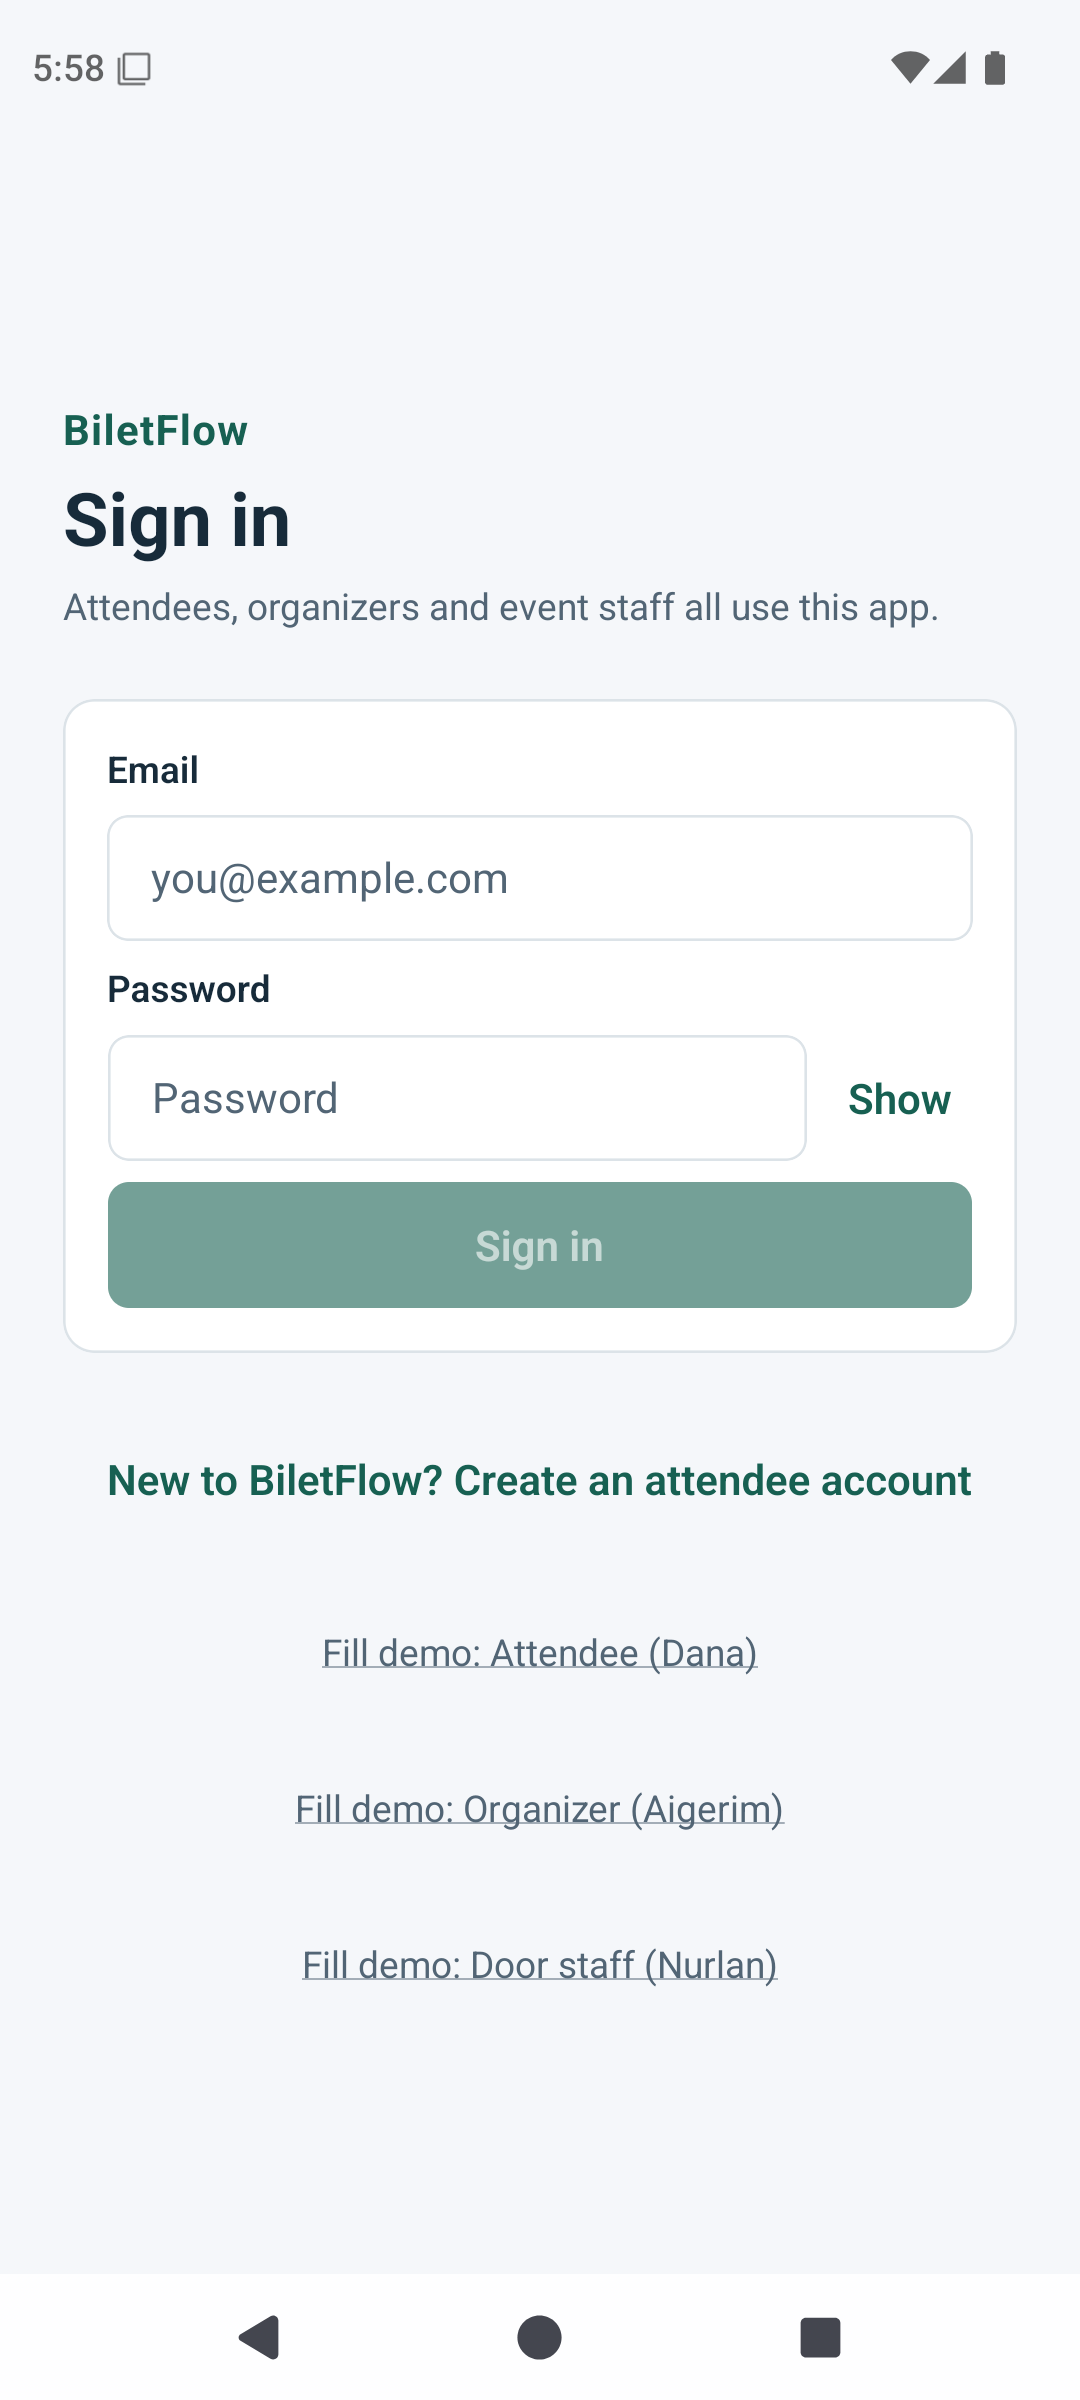 5:58
BiletFlow
Sign in
Attendees, organizers and event staff all use this app.
Email
you@example.com
Password
Password
Show
Sign in
New to BiletFlow? Create an attendee account
Fill demo: Attendee (Dana)
Fill demo: Organizer (Aigerim)
Fill demo: Door staff (Nurlan)